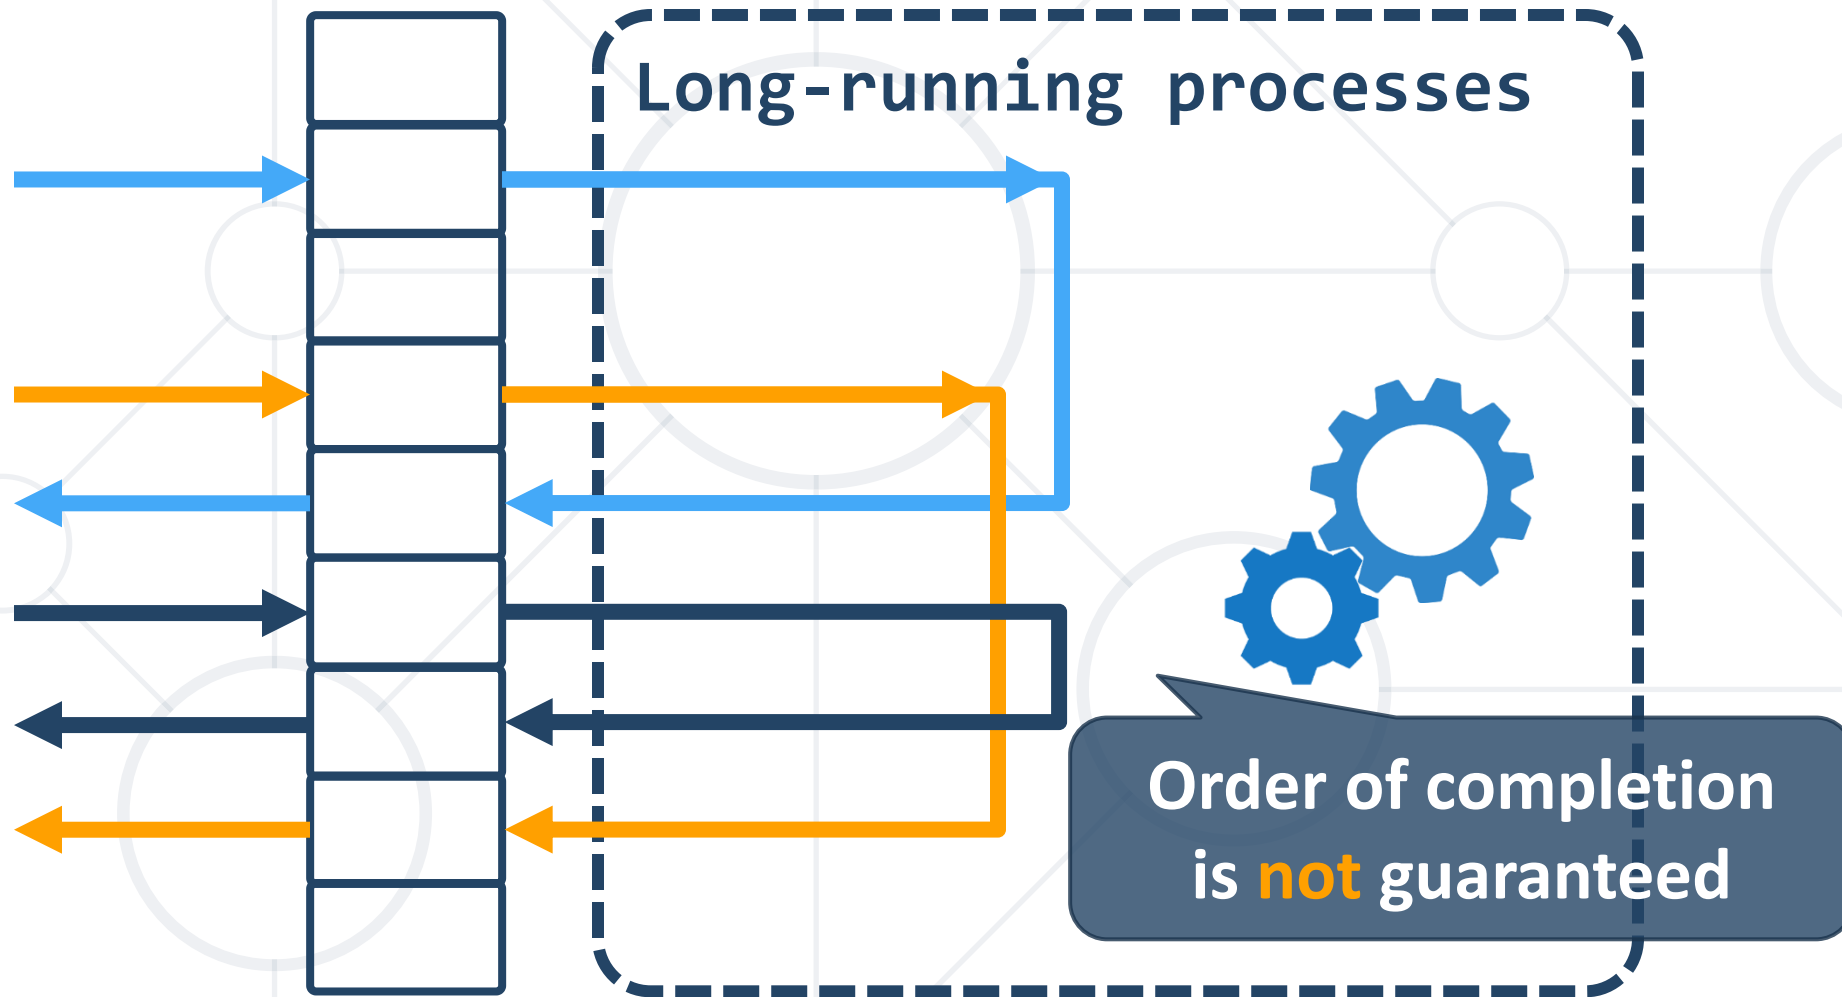 Long-running processes
Order of completion
is not guaranteed